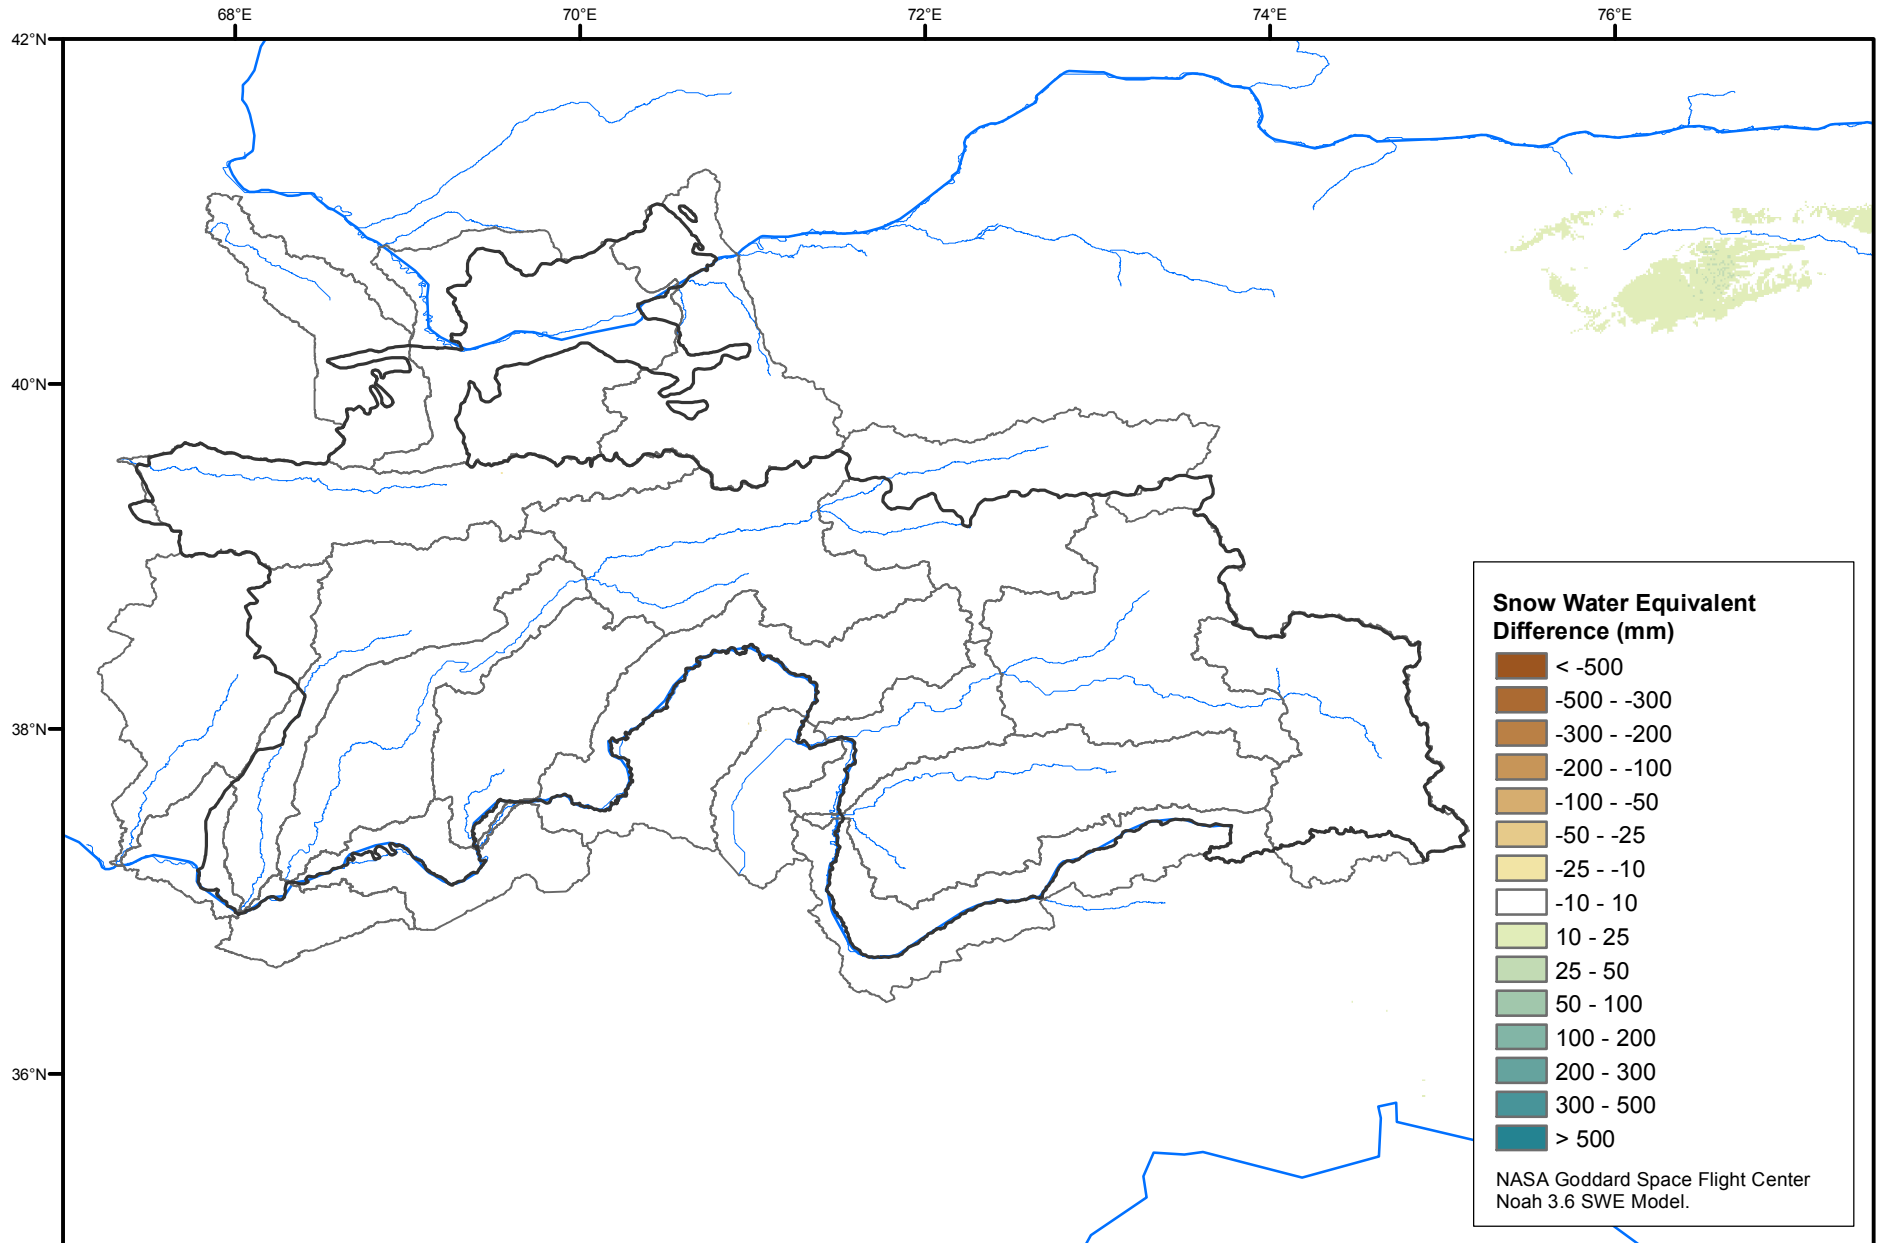 68°E
70°E
72°E
74°E
76°E
42°N
40°N
38°N
36°N
Snow Water Equivalent
Difference (mm)
< -500
-500 - -300
-300 - -200
-200 - -100
-100 - -50
-50 - -25
-25 - -10
-10 - 10
10 - 25
25 - 50
50 - 100
100 - 200
200 - 300
300 - 500
> 500
NASA Goddard Space Flight Center
Noah 3.6 SWE Model.